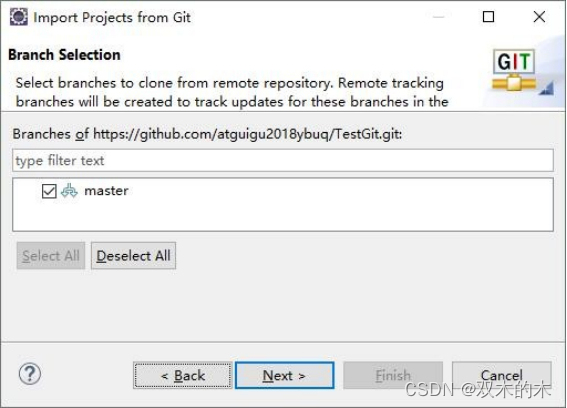 Import Projects from Git
Branch Selection
GIT
Select branches to clone from remote repository. Remote tracking
branches will be created to track updates for these branches in the
Branches of https://github.com/atguigu2018ybuq/TestGit.git:
type filter text
master
Select All
Deselect All
?
< Back
Next >
Finish
Cancel
CSDN @双木的木